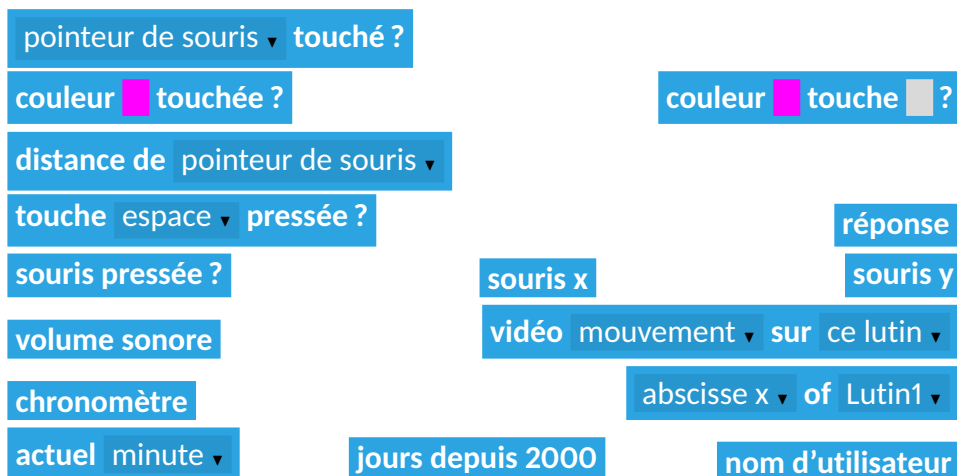 pointeur de souris ▾ touché ?
couleur touchée ?
couleur touche ?
distance de pointeur de souris ▾
touche espace ▾ pressée ?
réponse
souris pressée ?
souris x
souris y
volume sonore
vidéo mouvement ▾ sur ce lutin ▾
chronomètre
abscisse x ▾ of Lutin1 ▾
actuel minute ▾
jours depuis 2000
nom d’utilisateur